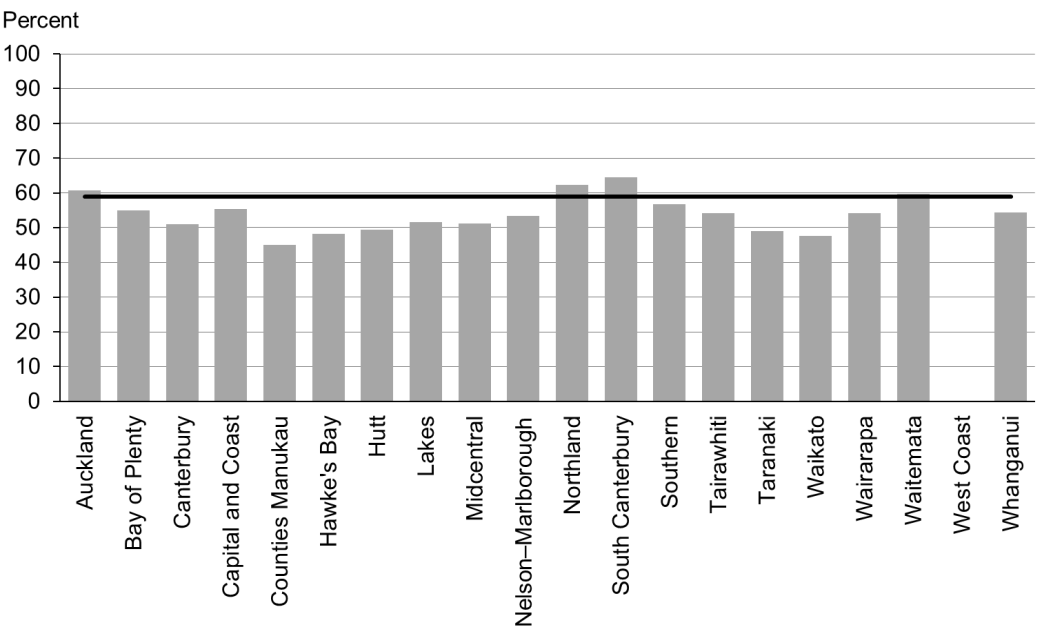 Percent
100
90
80
70
60
50
40
30
20
10
0
Auckland
Bay of Plenty
Canterbury
Capital and Coast
Counties Manukau
Hawke's Bay
Hutt
Lakes
Midcentral
Nelson–Marlborough
Northland
South Canterbury
Southern
Tairawhiti
Taranaki
Waikato
Wairarapa
Waitemata
West Coast
Whanganui